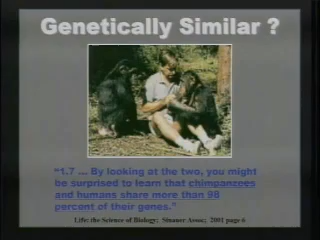 Genetically Similar ?
"1.7 ... By looking at the two, you might
be surprised to learn that chimpanzees
and humans share more than 98
percent of their genes."
Life: the Science of Biology; Sinauer Assoc; 2001 page 6